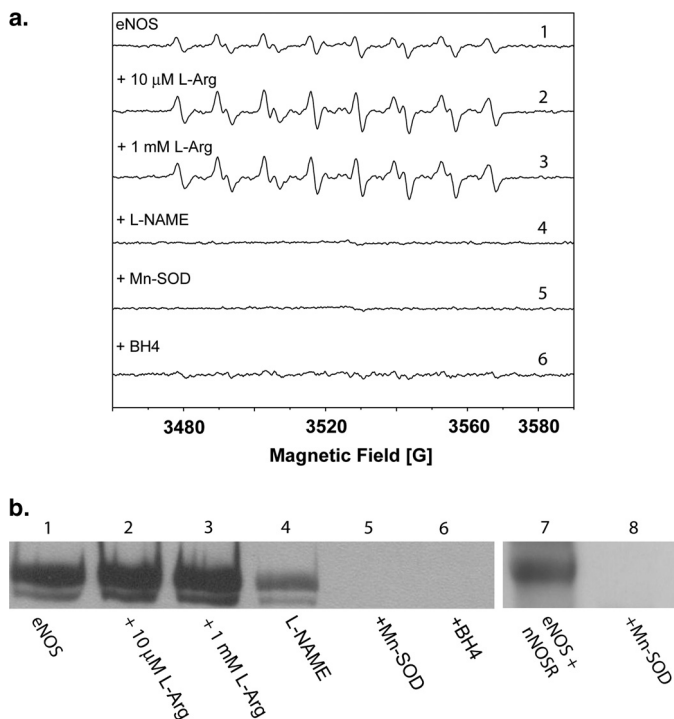 a.
eNOS
1
+ 10 μM L-Arg
2
+ 1 mM L-Arg
3
+ L-NAME
4
+ Mn-SOD
5
+ BH4
6
3480 3520 3560 3580
Magnetic Field [G]
b.
1 2 3 4 5 6 7 8
eNOS
+ 10 μM L-Arg
+ 1 mM L-Arg
L-NAME
+Mn-SOD
+BH4
eNOS +
nNOSR
+Mn-SOD